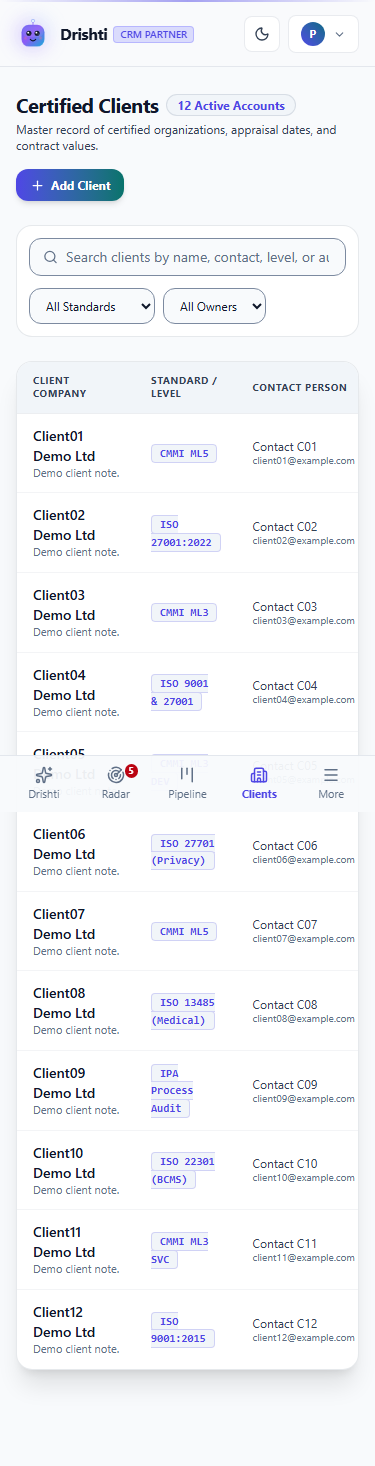 Drishti CRM PARTNER P
Certified Clients 12 Active Accounts
Master record of certified organizations, appraisal dates, and
contract values.
+ Add Client
Search clients by name, contact, level, or au
All Standards All Owners
CLIENT COMPANY STANDARD / LEVEL CONTACT PERSON
Client01
Demo Ltd
Demo client note.
CMMI ML5
Contact C01
client01@example.com
Client02
Demo Ltd
Demo client note.
ISO
27001:2022
Contact C02
client02@example.com
Client03
Demo Ltd
Demo client note.
CMMI ML3
Contact C03
client03@example.com
Client04
Demo Ltd
Demo client note.
ISO 9001
& 27001
Contact C04
client04@example.com
Client05
Drishti
Radar 5
Pipeline
Clients
More
Client06
Demo Ltd
Demo client note.
ISO 27701
(Privacy)
Contact C06
client06@example.com
Client07
Demo Ltd
Demo client note.
CMMI ML5
Contact C07
client07@example.com
Client08
Demo Ltd
Demo client note.
ISO 13485
(Medical)
Contact C08
client08@example.com
Client09
Demo Ltd
Demo client note.
IPA
Process
Audit
Contact C09
client09@example.com
Client10
Demo Ltd
Demo client note.
ISO 22301
(BCMS)
Contact C10
client10@example.com
Client11
Demo Ltd
Demo client note.
CMMI ML3
SVC
Contact C11
client11@example.com
Client12
Demo Ltd
Demo client note.
ISO
9001:2015
Contact C12
client12@example.com